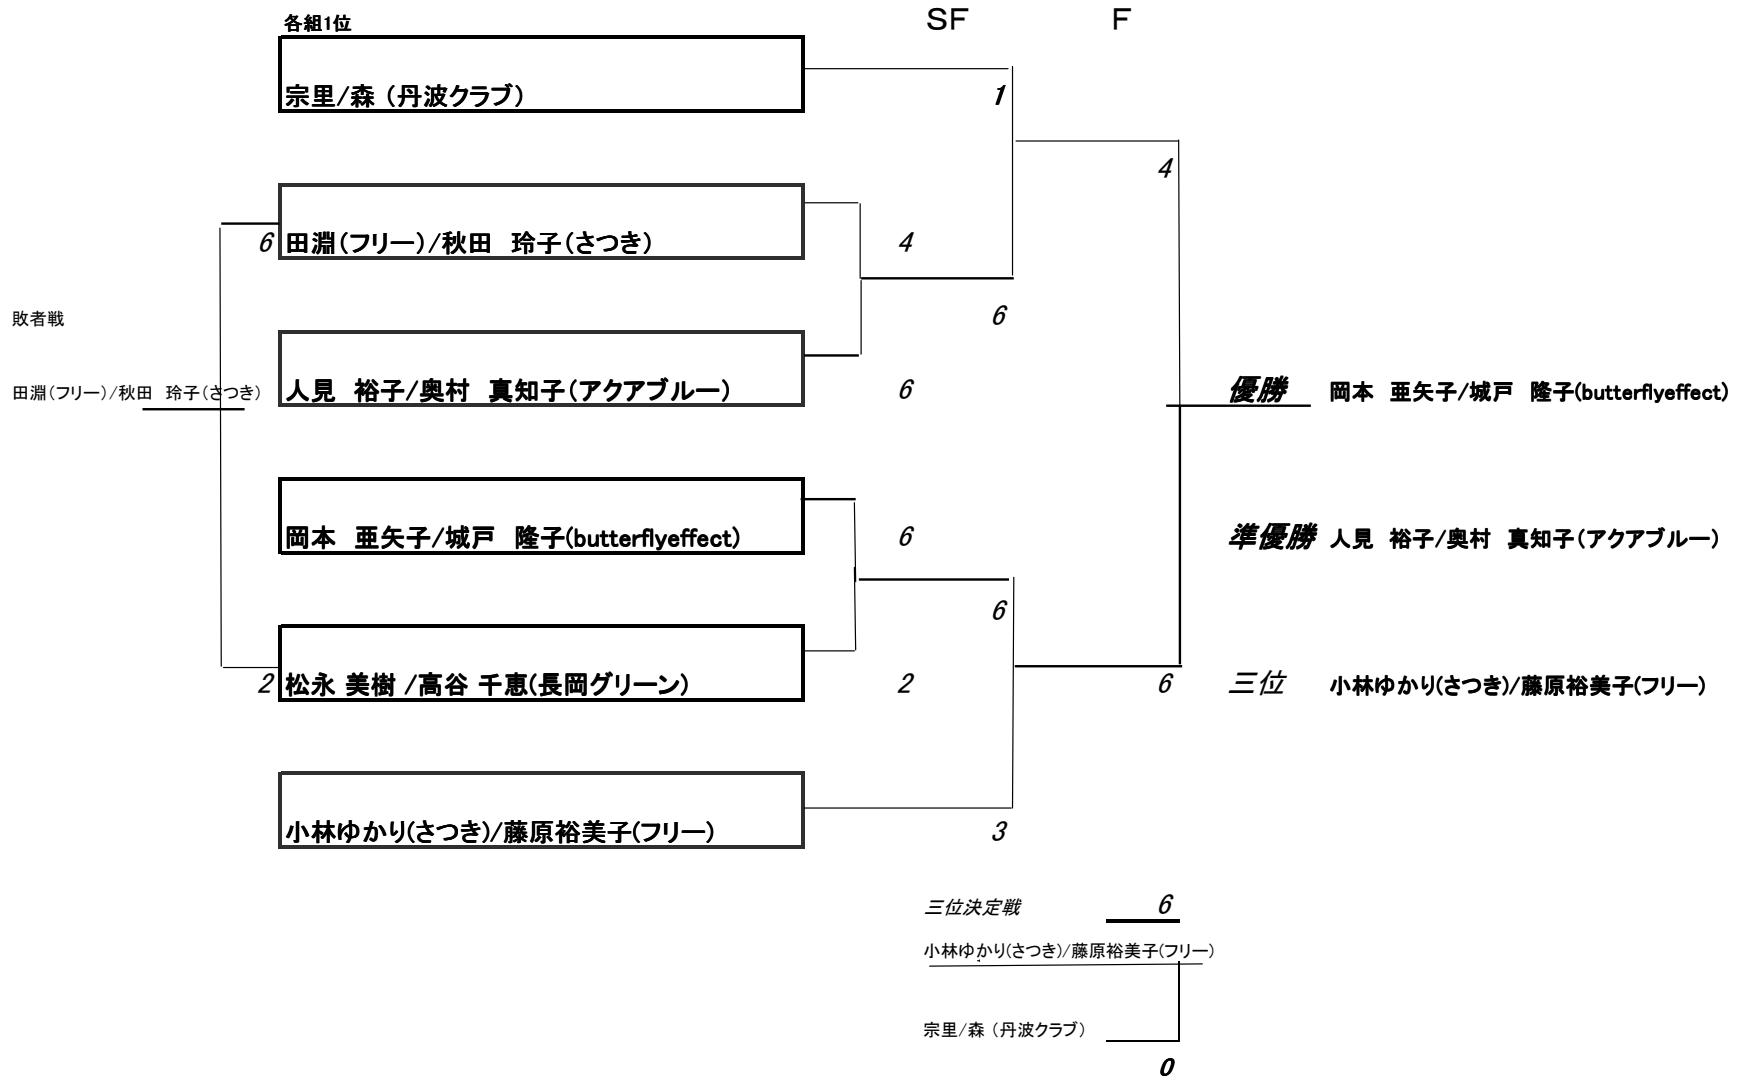 SF F
各組1位
宗里/森（丹波クラブ）
1
4
6 田淵（フリー）/秋田　玲子（さつき）
4
敗者戦
6
田淵（フリー）/秋田　玲子（さつき）
人見　裕子/奥村　真知子（アクアブルー）
6
優勝 岡本　亜矢子/城戸　隆子(butterflyeffect)
岡本　亜矢子/城戸　隆子(butterflyeffect)
6
準優勝 人見　裕子/奥村　真知子（アクアブルー）
6
2 松永 美樹 /高谷 千恵(長岡グリーン)
2
6
三位 小林ゆかり(さつき)/藤原裕美子(フリー)
小林ゆかり(さつき)/藤原裕美子(フリー)
3
三位決定戦
6
小林ゆかり(さつき)/藤原裕美子(フリー)
宗里/森（丹波クラブ）
0